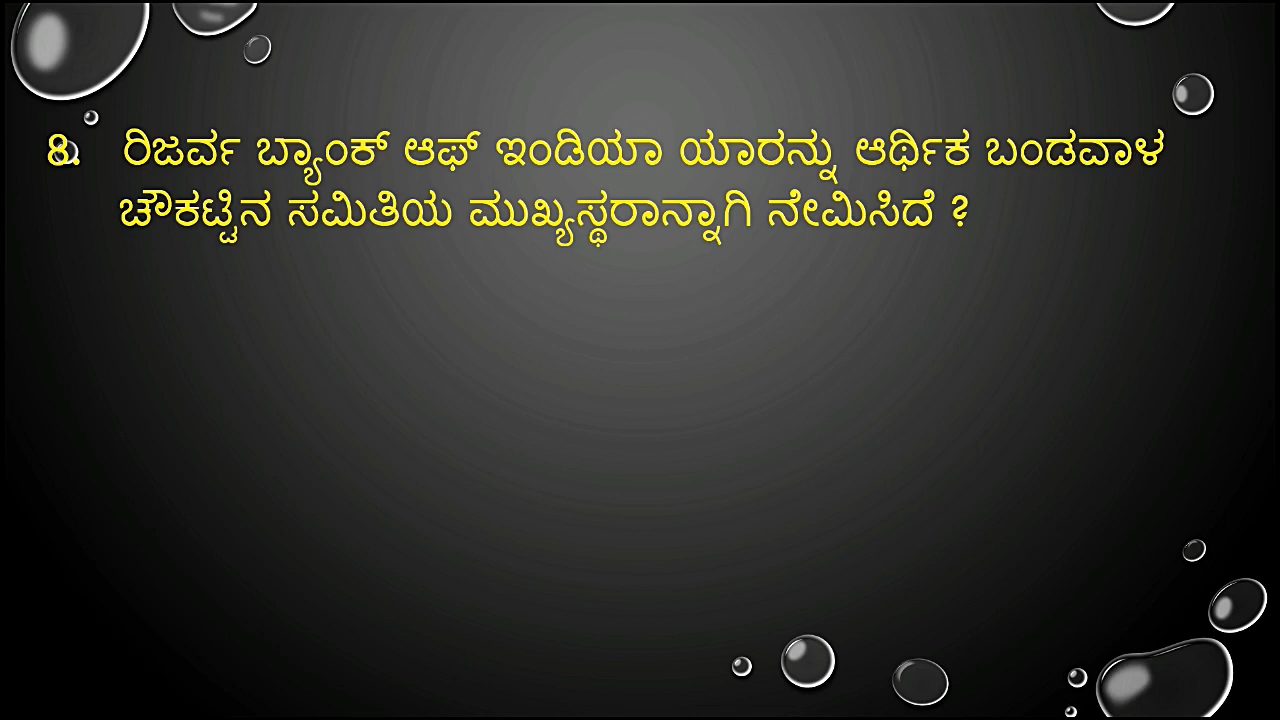 8. ರಿಜರ್ವ ಬ್ಯಾಂಕ್ ಆಫ್ ಇಂಡಿಯಾ ಯಾರನ್ನು ಆರ್ಥಿಕ ಬಂಡವಾಳ
ಚೌಕಟ್ಟಿನ ಸಮಿತಿಯ ಮುಖ್ಯಸ್ಥರಾನ್ನಾಗಿ ನೇಮಿಸಿದೆ ?